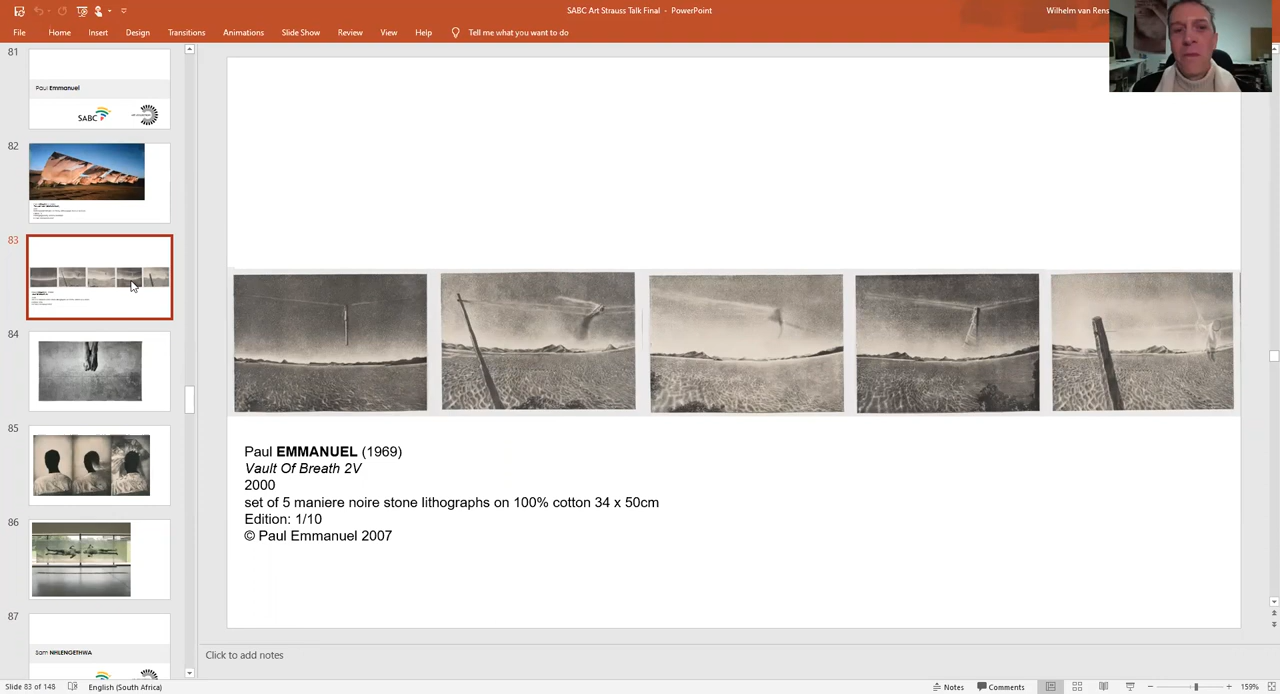 SABC Art Strauss Talk Final - PowerPoint
Wilhelm van Rens
File Home Insert Design Transitions Animations Slide Show Review View Help Tell me what you want to do
81
Paul Emmanuel
SABC
82
83
84
85
86
87
Sam NHLENGETHWA
Paul EMMANUEL (1969)
Vault Of Breath 2V
2000
set of 5 maniere noire stone lithographs on 100% cotton 34 x 50cm
Edition: 1/10
© Paul Emmanuel 2007
Click to add notes
Slide 83 of 148 English (South Africa) Notes Comments 159%